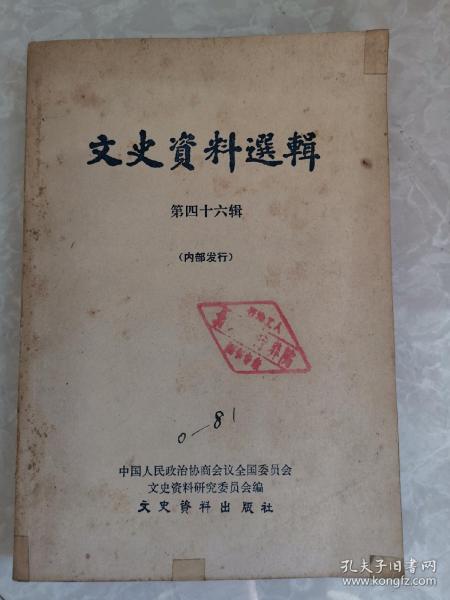 文史資料選輯
第四十六辑
（内部发行）
0—81
中国人民政治协商会议全国委员会
文史资料研究委员会编
文史资料出版社
孔夫子旧书网
www.kongfz.com